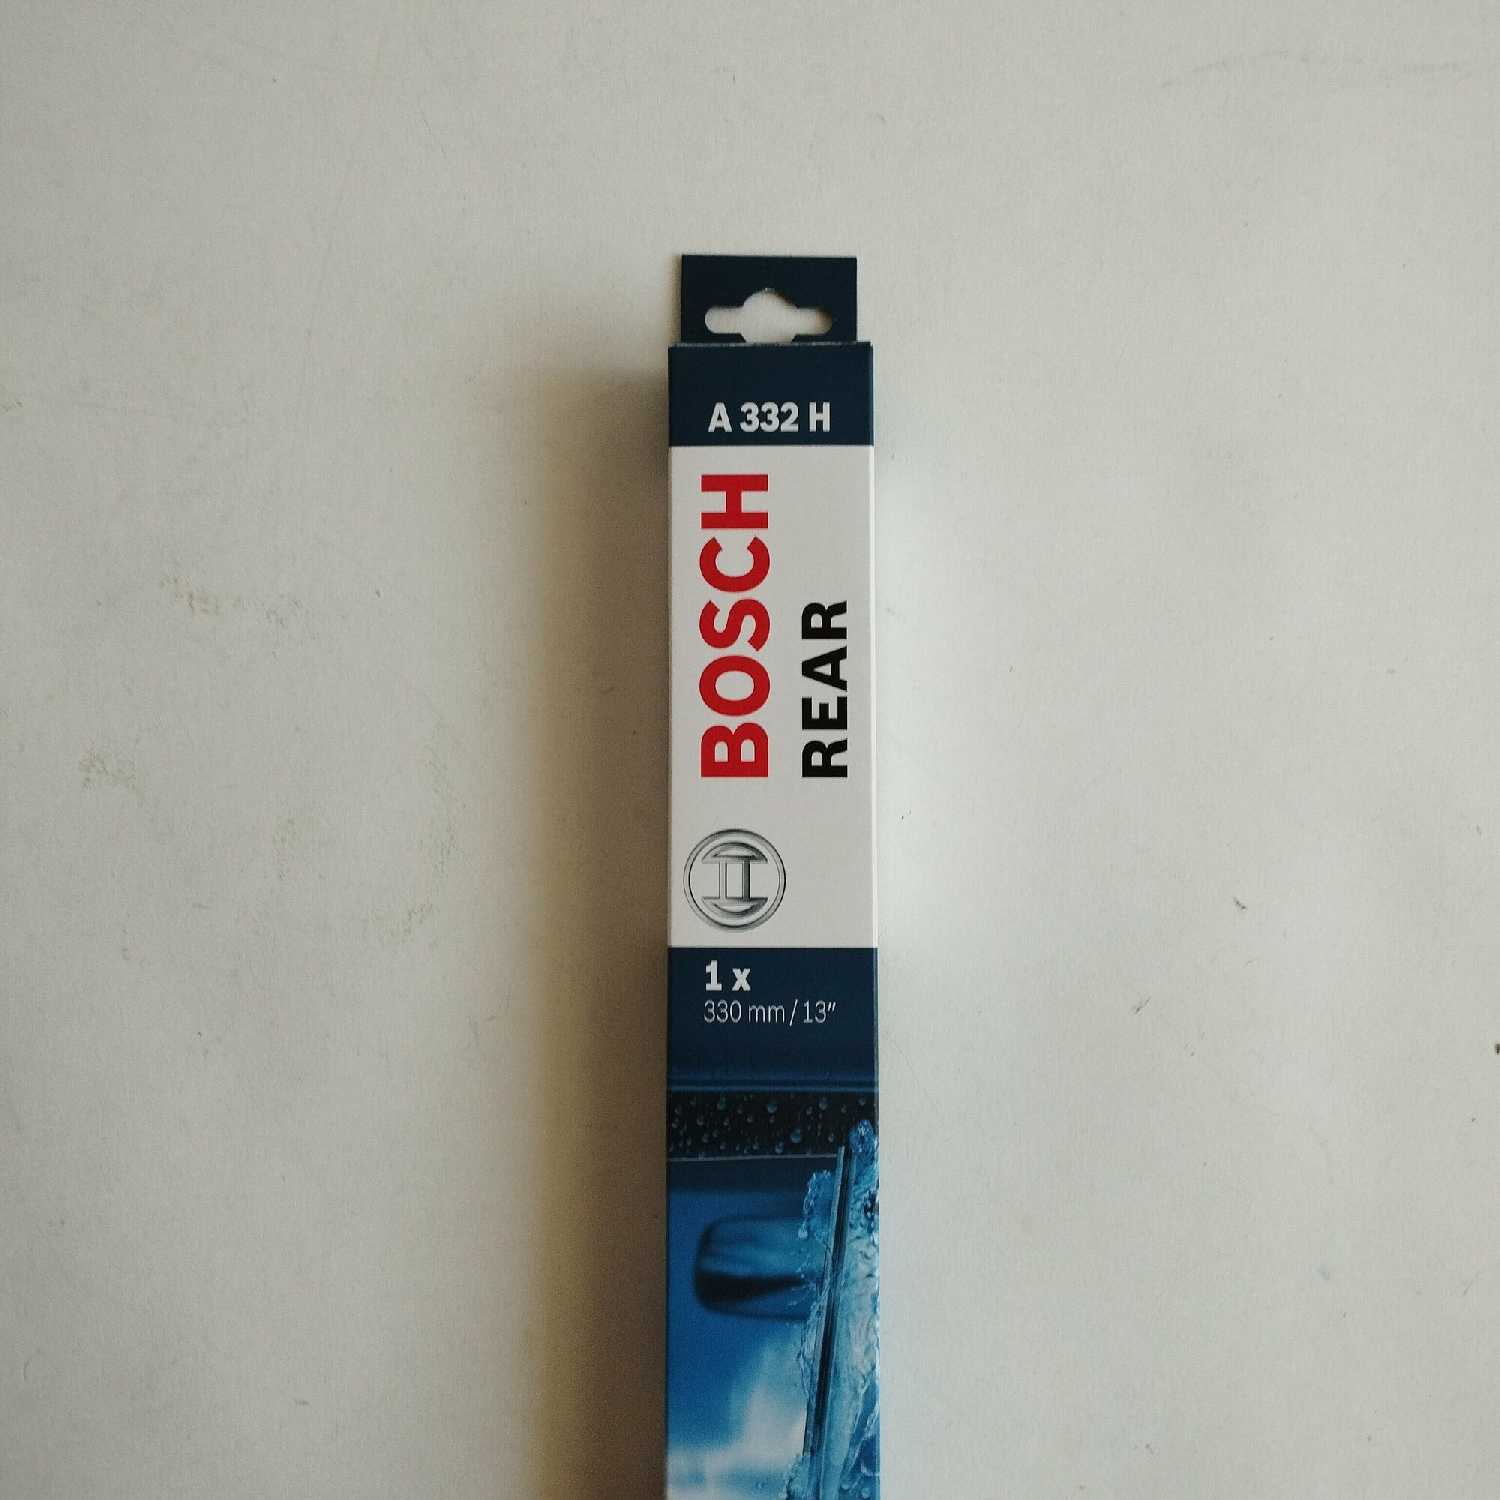 A 332 H
BOSCH
REAR
1 x
330 mm / 13"